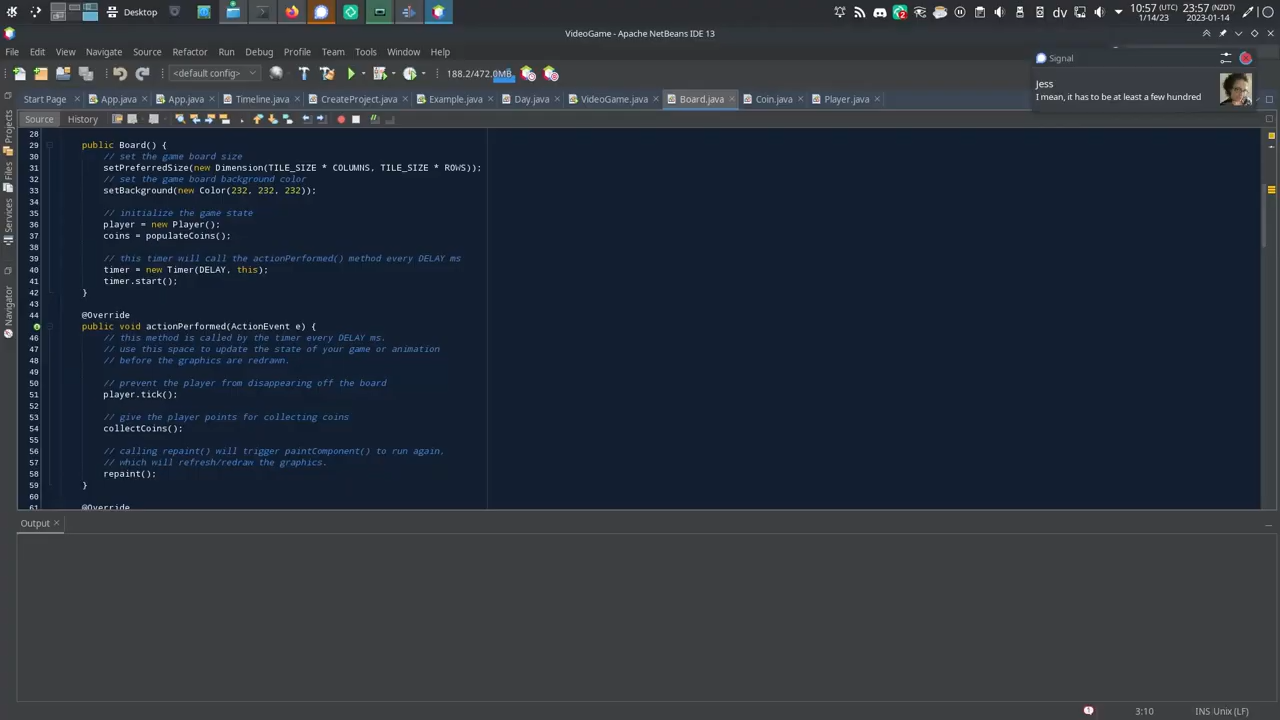 Desktop
2
dv
10:57 (UTC)
1/14/23
23:57 (NZDT)
2023-01-14
VideoGame - Apache NetBeans IDE 13
File Edit View Navigate Source Refactor Run Debug Profile Team Tools Window Help
Signal
Jess
I mean, it has to be at least a few hundred
<default config>
188.2/472.0MB
Start Page App.java App.java Timeline.java CreateProject.java Example.java Day.java VideoGame.java Board.java Coin.java Player.java
Source History
Projects
Files
Services
Navigator
28
29 public Board() {
30 // set the game board size
31 setPreferredSize(new Dimension(TILE_SIZE * COLUMNS, TILE_SIZE * ROWS));
32 // set the game board background color
33 setBackground(new Color(232, 232, 232));
34
35 // initialize the game state
36 player = new Player();
37 coins = populateCoins();
38
39 // this timer will call the actionPerformed() method every DELAY ms
40 timer = new Timer(DELAY, this);
41 timer.start();
42 }
43
44 @Override
public void actionPerformed(ActionEvent e) {
46 // this method is called by the timer every DELAY ms.
47 // use this space to update the state of your game or animation
48 // before the graphics are redrawn.
49
50 // prevent the player from disappearing off the board
51 player.tick();
52
53 // give the player points for collecting coins
54 collectCoins();
55
56 // calling repaint() will trigger paintComponent() to run again,
57 // which will refresh/redraw the graphics.
58 repaint();
59 }
60
61 @Override
Output
3:10 INS Unix (LF)